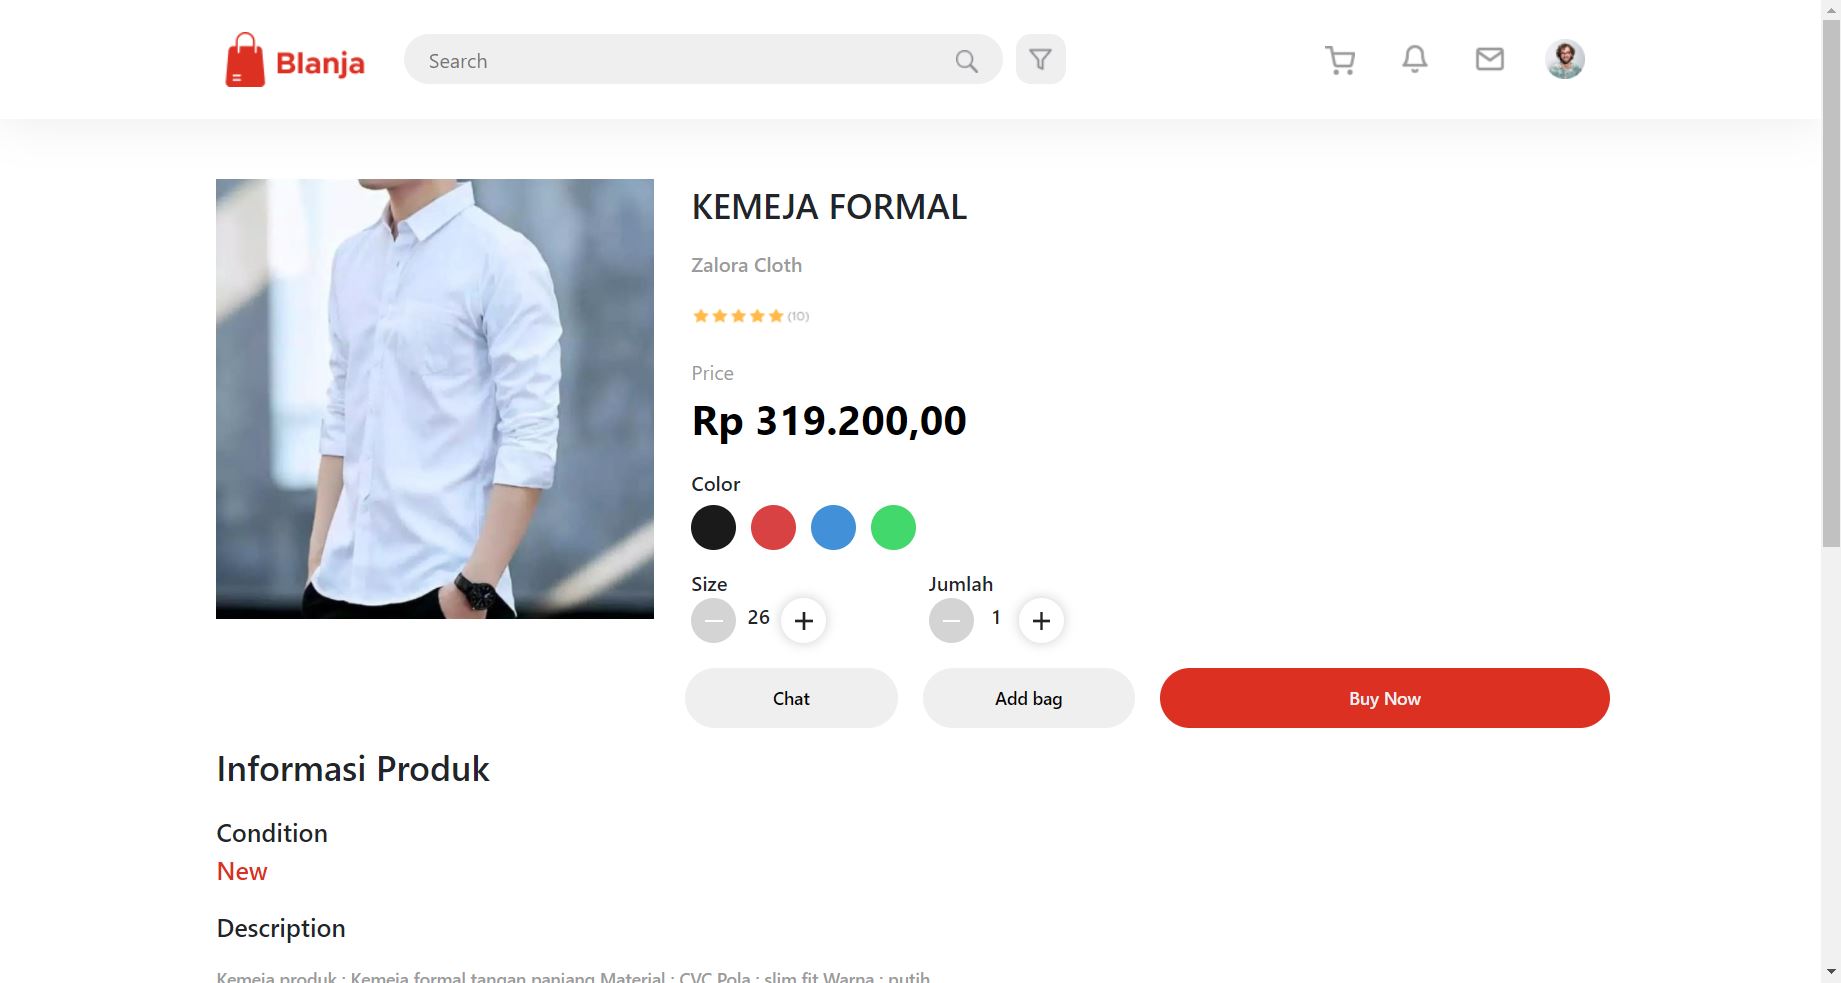 Blanja
Search
KEMEJA FORMAL
Zalora Cloth
(10)
Price
Rp 319.200,00
Color
Size
Jumlah
26
1
Chat
Add bag
Buy Now
Informasi Produk
Condition
New
Description
Kemeja produk : Kemeja formal tangan panjang Material : CVC Pola : slim fit Warna : putih